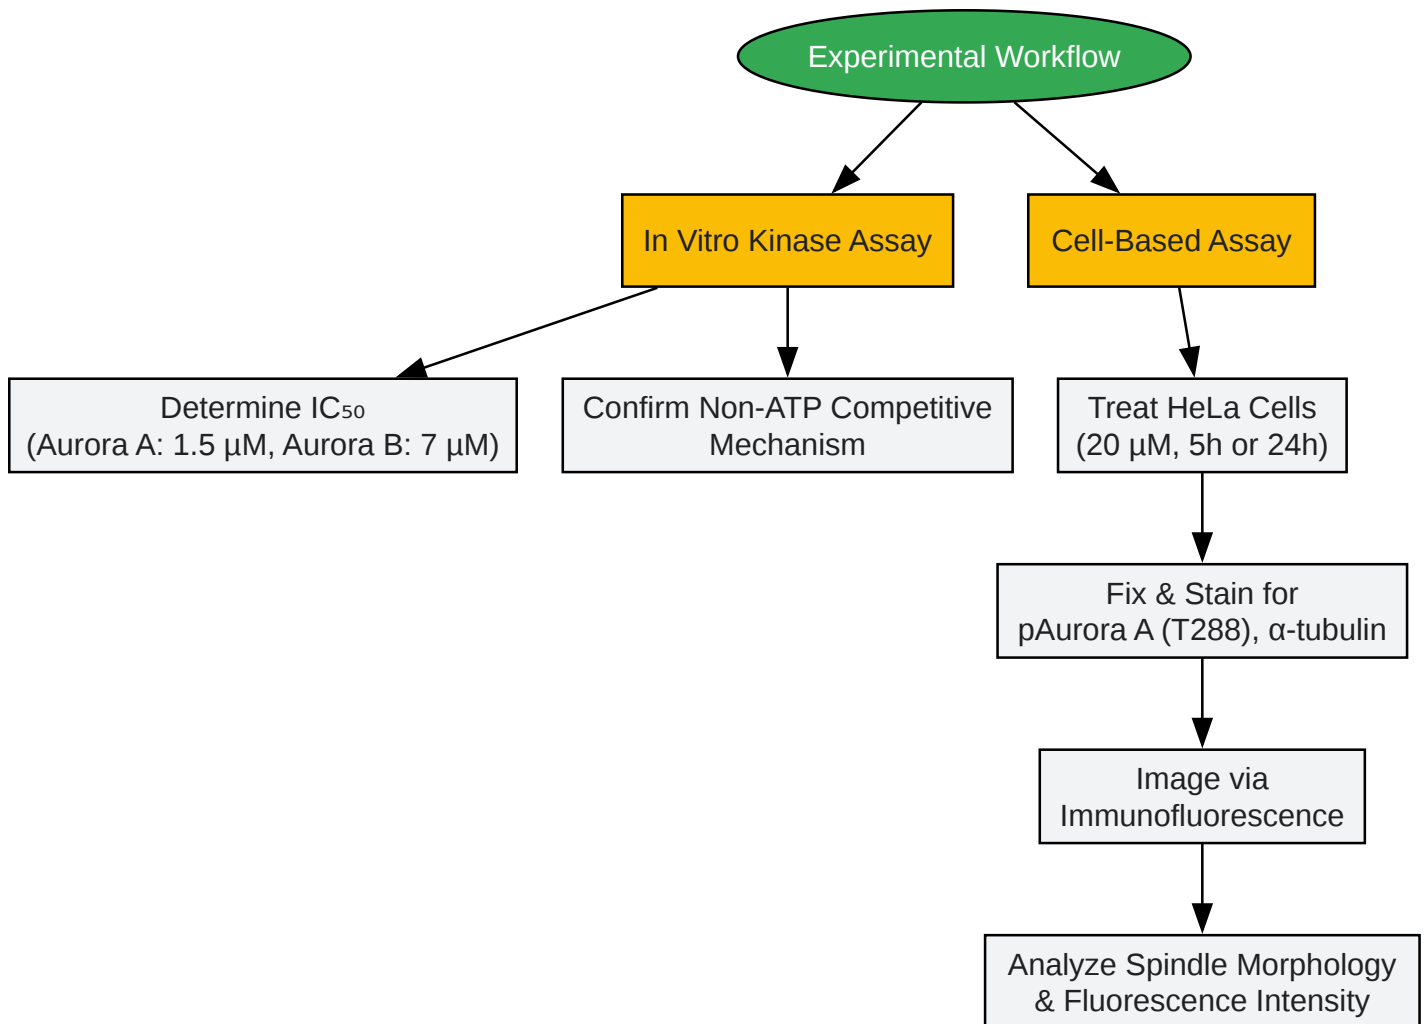 Experimental Workflow
In Vitro Kinase Assay
Cell-Based Assay
Determine IC₅₀
(Aurora A: 1.5 µM, Aurora B: 7 µM)
Confirm Non-ATP Competitive
Mechanism
Treat HeLa Cells
(20 µM, 5h or 24h)
Fix & Stain for
pAurora A (T288), α-tubulin
Image via
Immunofluorescence
Analyze Spindle Morphology
& Fluorescence Intensity